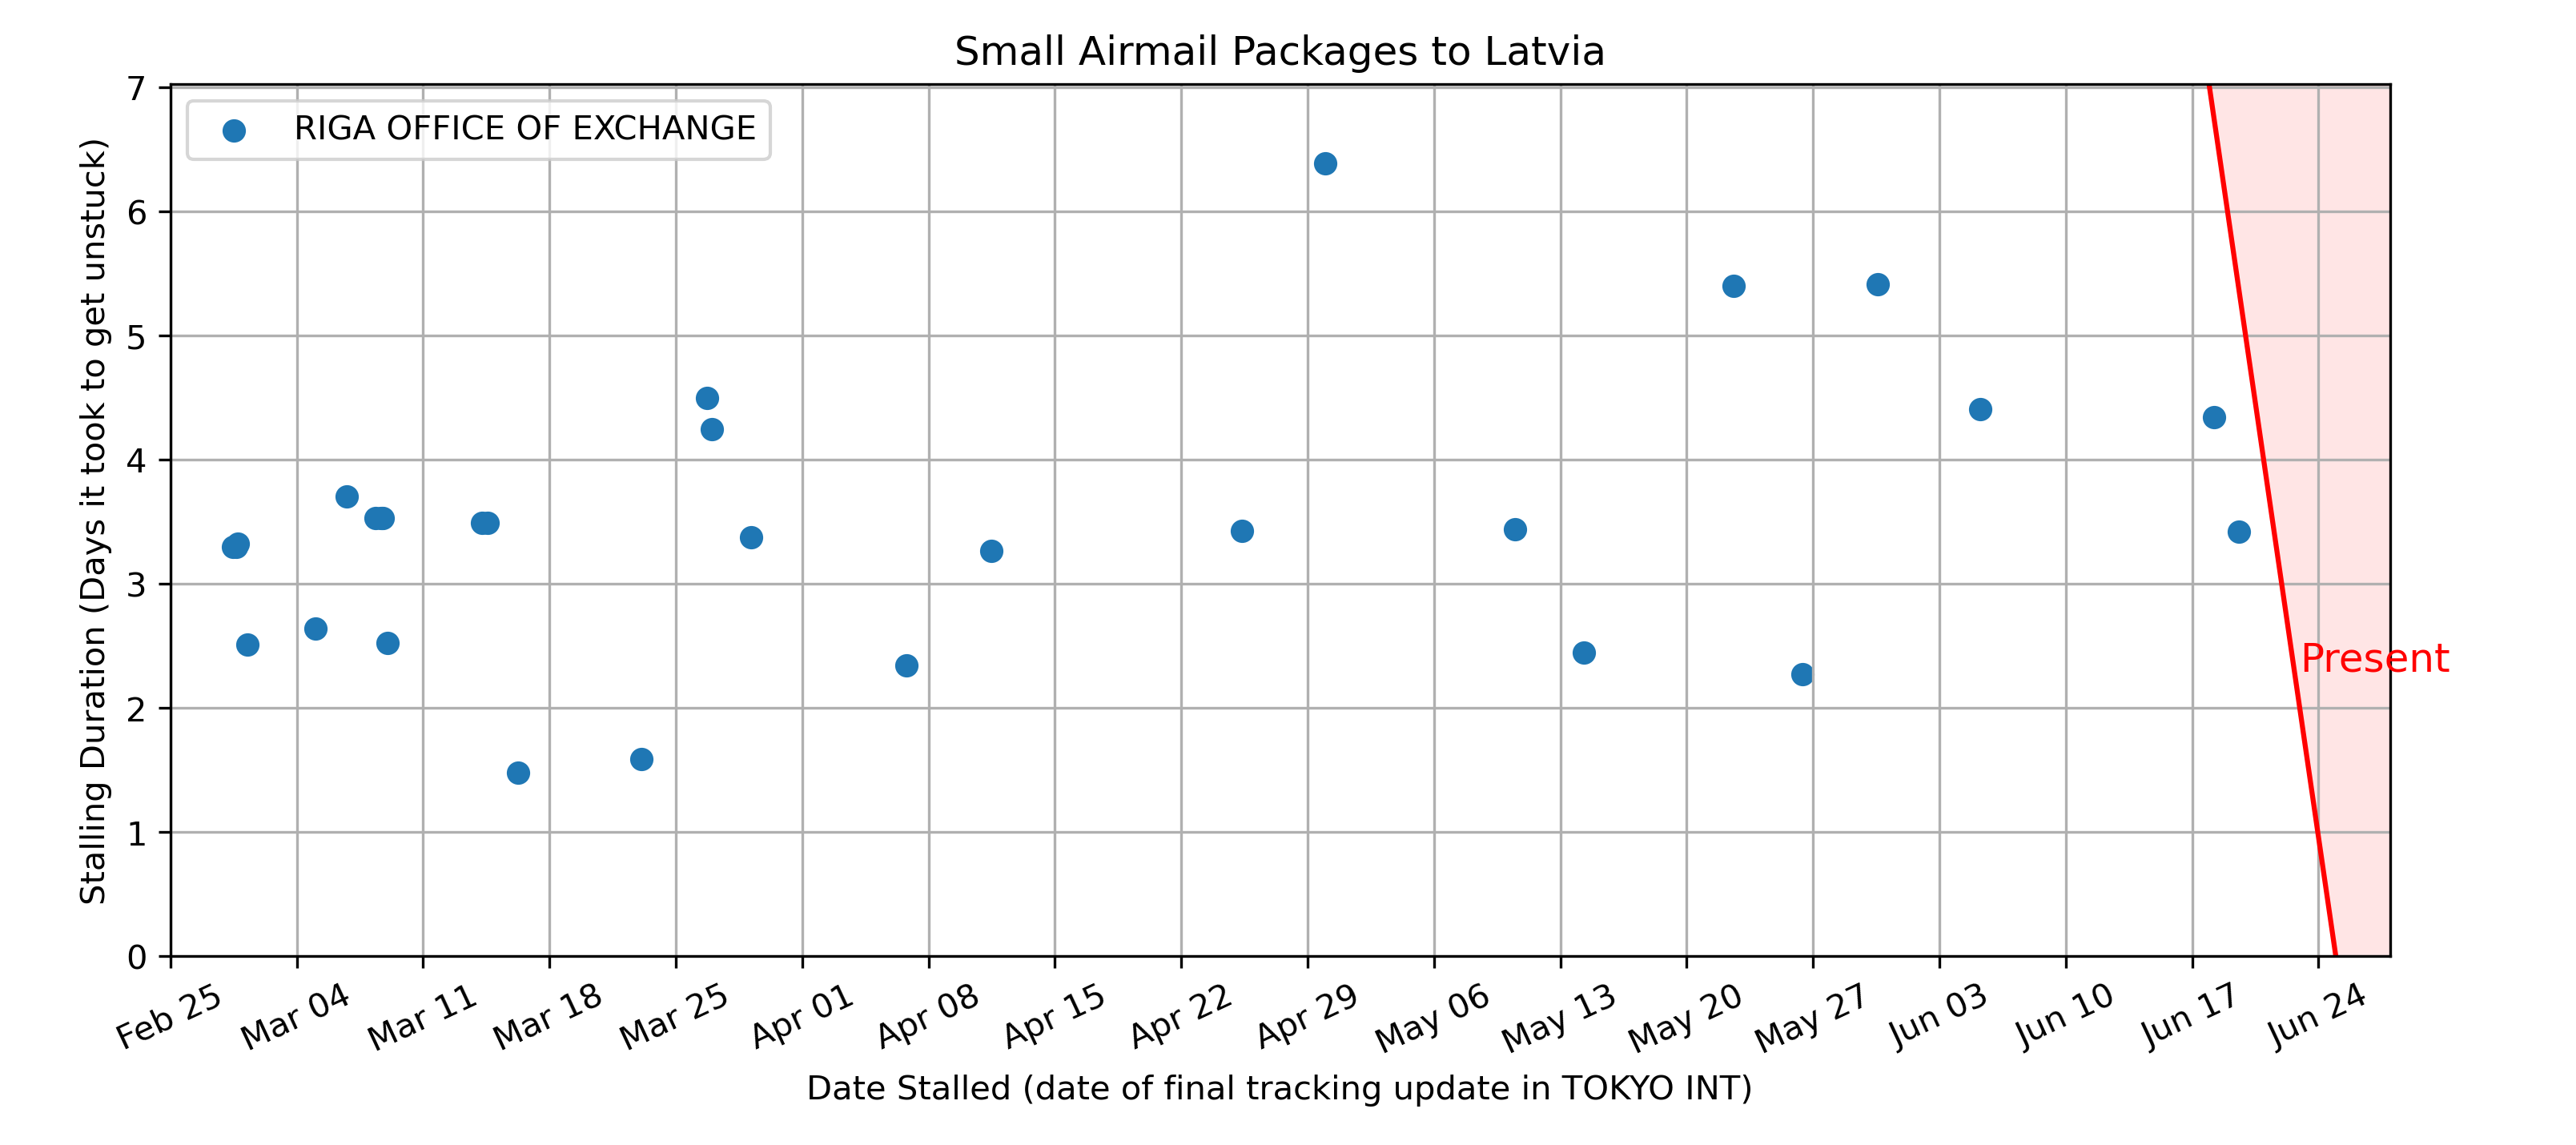 Small Airmail Packages to Latvia
RIGA OFFICE OF EXCHANGE
Stalling Duration (Days it took to get unstuck)
7
6
5
4
3
2
1
0
Present
Feb 25
Mar 04
Mar 11
Mar 18
Mar 25
Apr 01
Apr 08
Apr 15
Apr 22
Apr 29
May 06
May 13
May 20
May 27
Jun 03
Jun 10
Jun 17
Jun 24
Date Stalled (date of final tracking update in TOKYO INT)